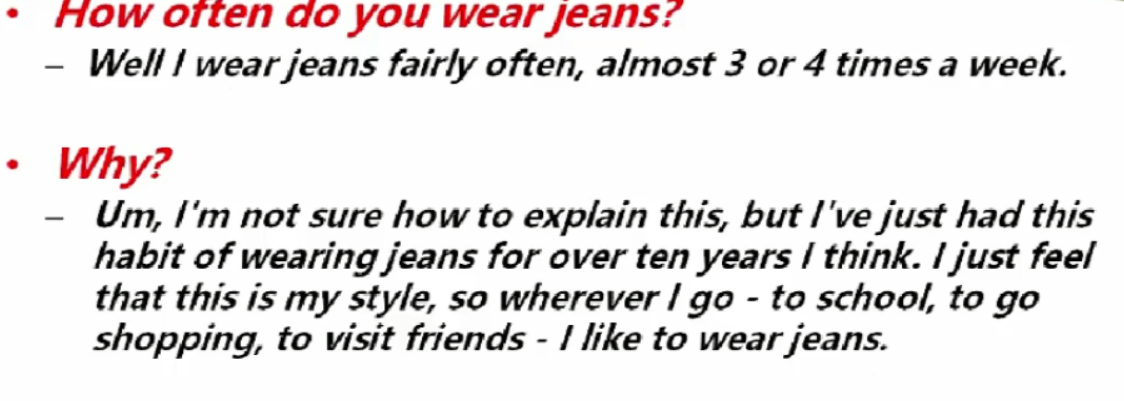 • How often do you wear jeans?
– Well I wear jeans fairly often, almost 3 or 4 times a week.
• Why?
– Um, I'm not sure how to explain this, but I've just had this
habit of wearing jeans for over ten years I think. I just feel
that this is my style, so wherever I go - to school, to go
shopping, to visit friends - I like to wear jeans.